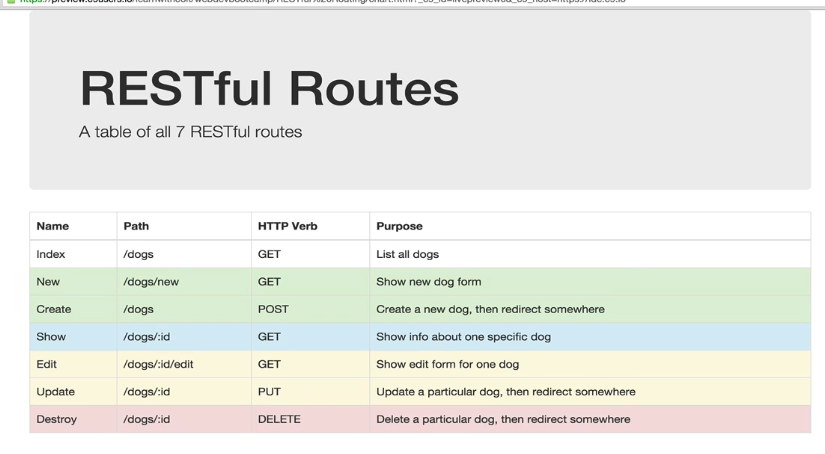 RESTful Routes
A table of all 7 RESTful routes
Name Path HTTP Verb Purpose
Index /dogs GET List all dogs
New /dogs/new GET Show new dog form
Create /dogs POST Create a new dog, then redirect somewhere
Show /dogs/:id GET Show info about one specific dog
Edit /dogs/:id/edit GET Show edit form for one dog
Update /dogs/:id PUT Update a particular dog, then redirect somewhere
Destroy /dogs/:id DELETE Delete a particular dog, then redirect somewhere